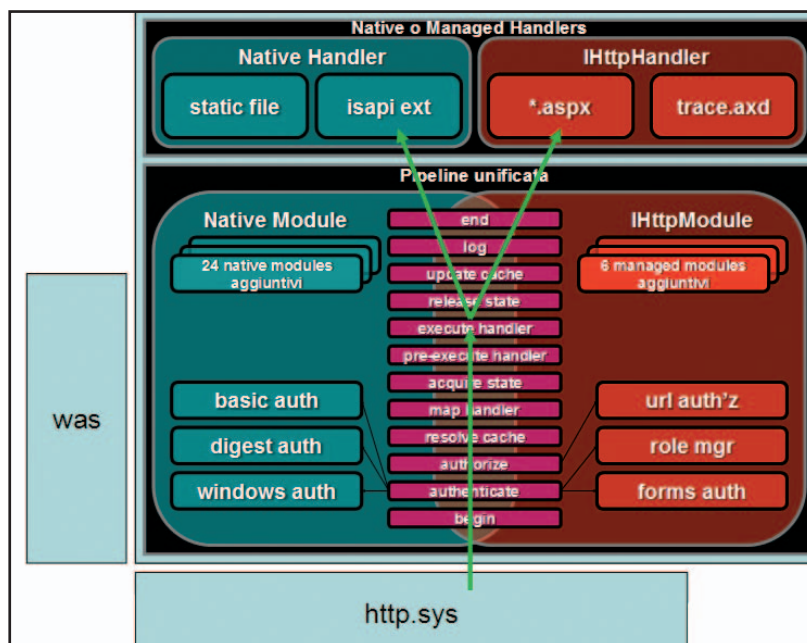 Native o Managed Handlers
Native Handler
IHttpHandler
static file
isapi ext
*.aspx
trace.axd
Pipeline unificata
Native Module
IHttpModule
24 native modules
aggiuntivi
6 managed modules
aggiuntivi
end
log
update cache
release state
execute handler
pre-execute handler
acquire state
map handler
resolve cache
authorize
authenticate
begin
basic auth
digest auth
windows auth
url auth'z
role mgr
forms auth
was
http.sys